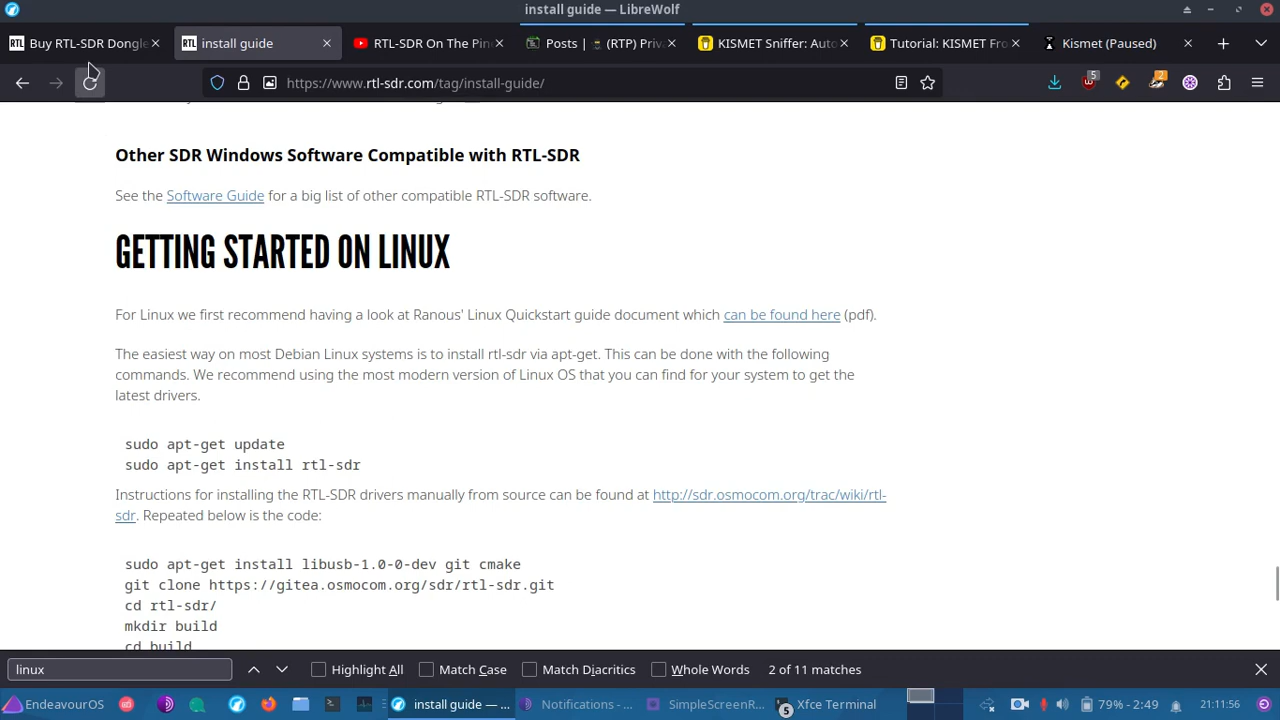 install guide — LibreWolf
Buy RTL-SDR Dongle
RTL install guide
RTL-SDR On The Pin
Posts | (RTP) Priv
KISMET Sniffer: Auto
Tutorial: KISMET Fro
Kismet (Paused)
https://www.rtl-sdr.com/tag/install-guide/
5
2
Other SDR Windows Software Compatible with RTL-SDR
See the Software Guide for a big list of other compatible RTL-SDR software.
GETTING STARTED ON LINUX
For Linux we first recommend having a look at Ranous' Linux Quickstart guide document which can be found here (pdf).
The easiest way on most Debian Linux systems is to install rtl-sdr via apt-get. This can be done with the following
commands. We recommend using the most modern version of Linux OS that you can find for your system to get the
latest drivers.
sudo apt-get update
sudo apt-get install rtl-sdr
Instructions for installing the RTL-SDR drivers manually from source can be found at http://sdr.osmocom.org/trac/wiki/rtl-
sdr. Repeated below is the code:
sudo apt-get install libusb-1.0-0-dev git cmake
git clone https://gitea.osmocom.org/sdr/rtl-sdr.git
cd rtl-sdr/
mkdir build
cd build
linux
Highlight All
Match Case
Match Diacritics
Whole Words
2 of 11 matches
EndeavourOS
install guide — ...
Notifications - ...
SimpleScreenR...
5
Xfce Terminal
79% - 2:49
21:11:56